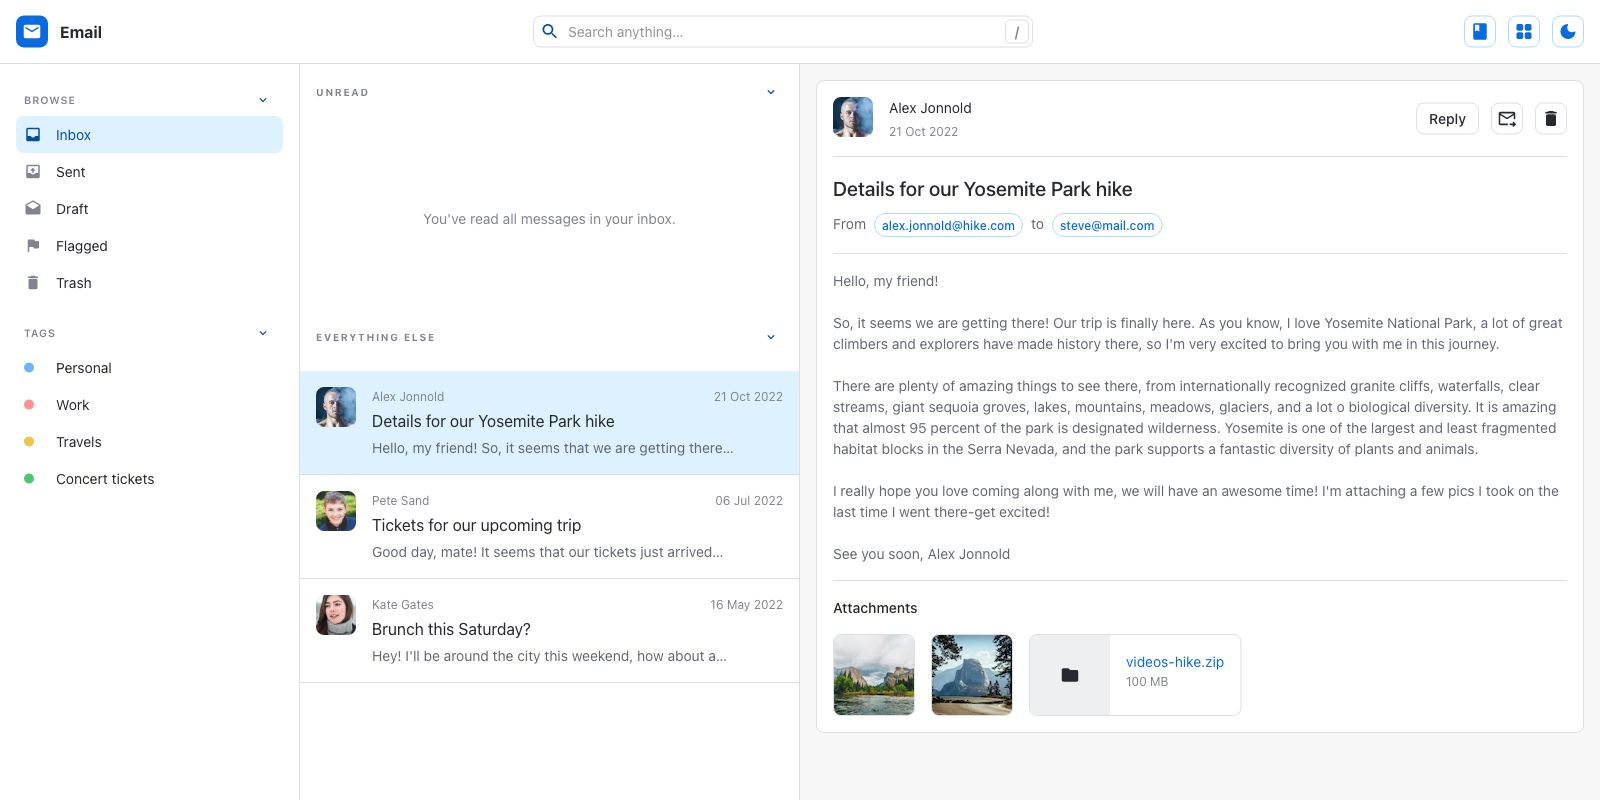 Email
Search anything…
/
BROWSE
Inbox
Sent
Draft
Flagged
Trash
TAGS
Personal
Work
Travels
Concert tickets
UNREAD
You've read all messages in your inbox.
EVERYTHING ELSE
Alex Jonnold 21 Oct 2022
Details for our Yosemite Park hike
Hello, my friend! So, it seems that we are getting there…
Pete Sand 06 Jul 2022
Tickets for our upcoming trip
Good day, mate! It seems that our tickets just arrived…
Kate Gates 16 May 2022
Brunch this Saturday?
Hey! I'll be around the city this weekend, how about a…
Alex Jonnold
21 Oct 2022
Reply
Details for our Yosemite Park hike
From alex.jonnold@hike.com to steve@mail.com
Hello, my friend!
So, it seems we are getting there! Our trip is finally here. As you know, I love Yosemite National Park, a lot of great
climbers and explorers have made history there, so I'm very excited to bring you with me in this journey.
There are plenty of amazing things to see there, from internationally recognized granite cliffs, waterfalls, clear
streams, giant sequoia groves, lakes, mountains, meadows, glaciers, and a lot o biological diversity. It is amazing
that almost 95 percent of the park is designated wilderness. Yosemite is one of the largest and least fragmented
habitat blocks in the Serra Nevada, and the park supports a fantastic diversity of plants and animals.
I really hope you love coming along with me, we will have an awesome time! I'm attaching a few pics I took on the
last time I went there-get excited!
See you soon, Alex Jonnold
Attachments
videos-hike.zip
100 MB